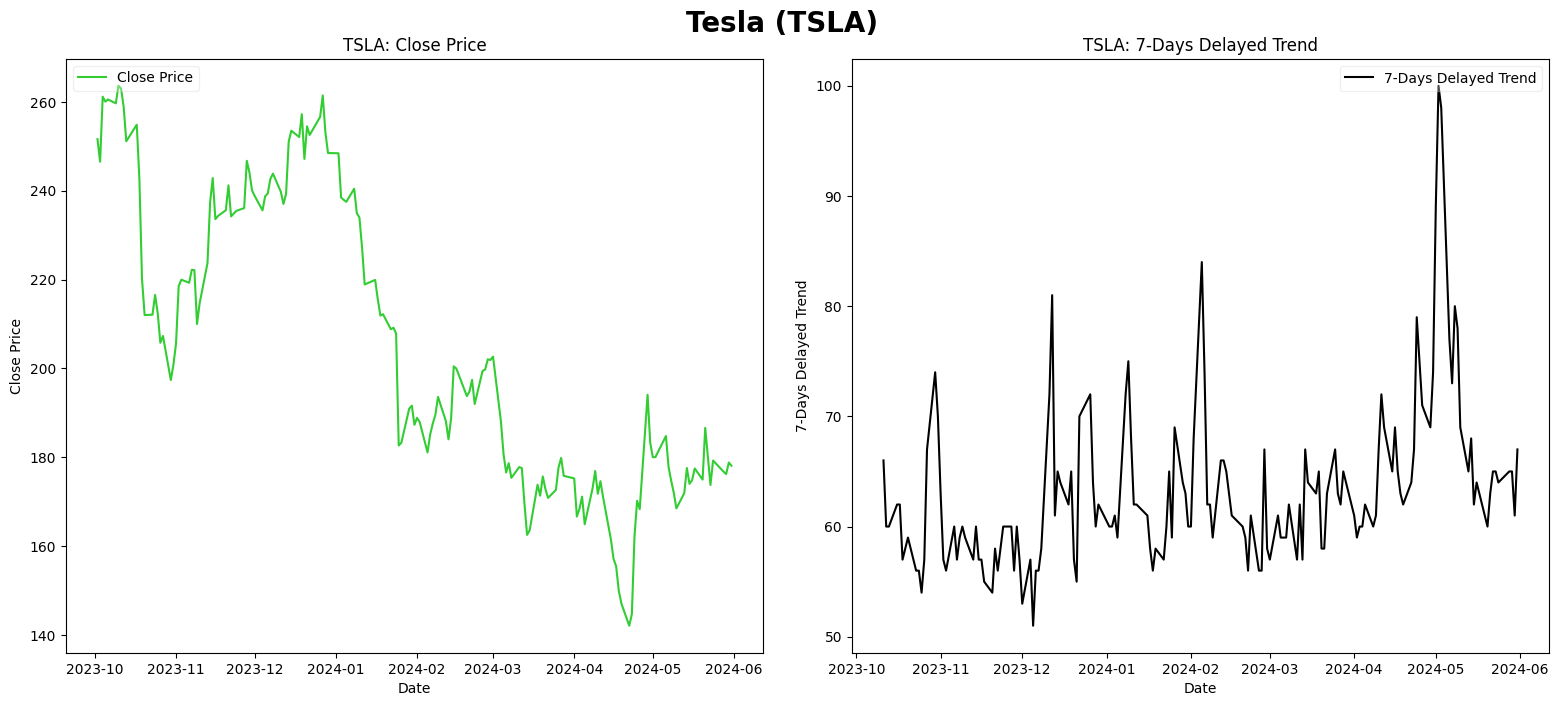 Tesla (TSLA)
TSLA: Close Price
Close Price
260
240
220
200
180
160
140
Close Price
2023-10 2023-11 2023-12 2024-01 2024-02 2024-03 2024-04 2024-05 2024-06
Date
TSLA: 7-Days Delayed Trend
7-Days Delayed Trend
100
90
80
70
60
50
7-Days Delayed Trend
2023-10 2023-11 2023-12 2024-01 2024-02 2024-03 2024-04 2024-05 2024-06
Date